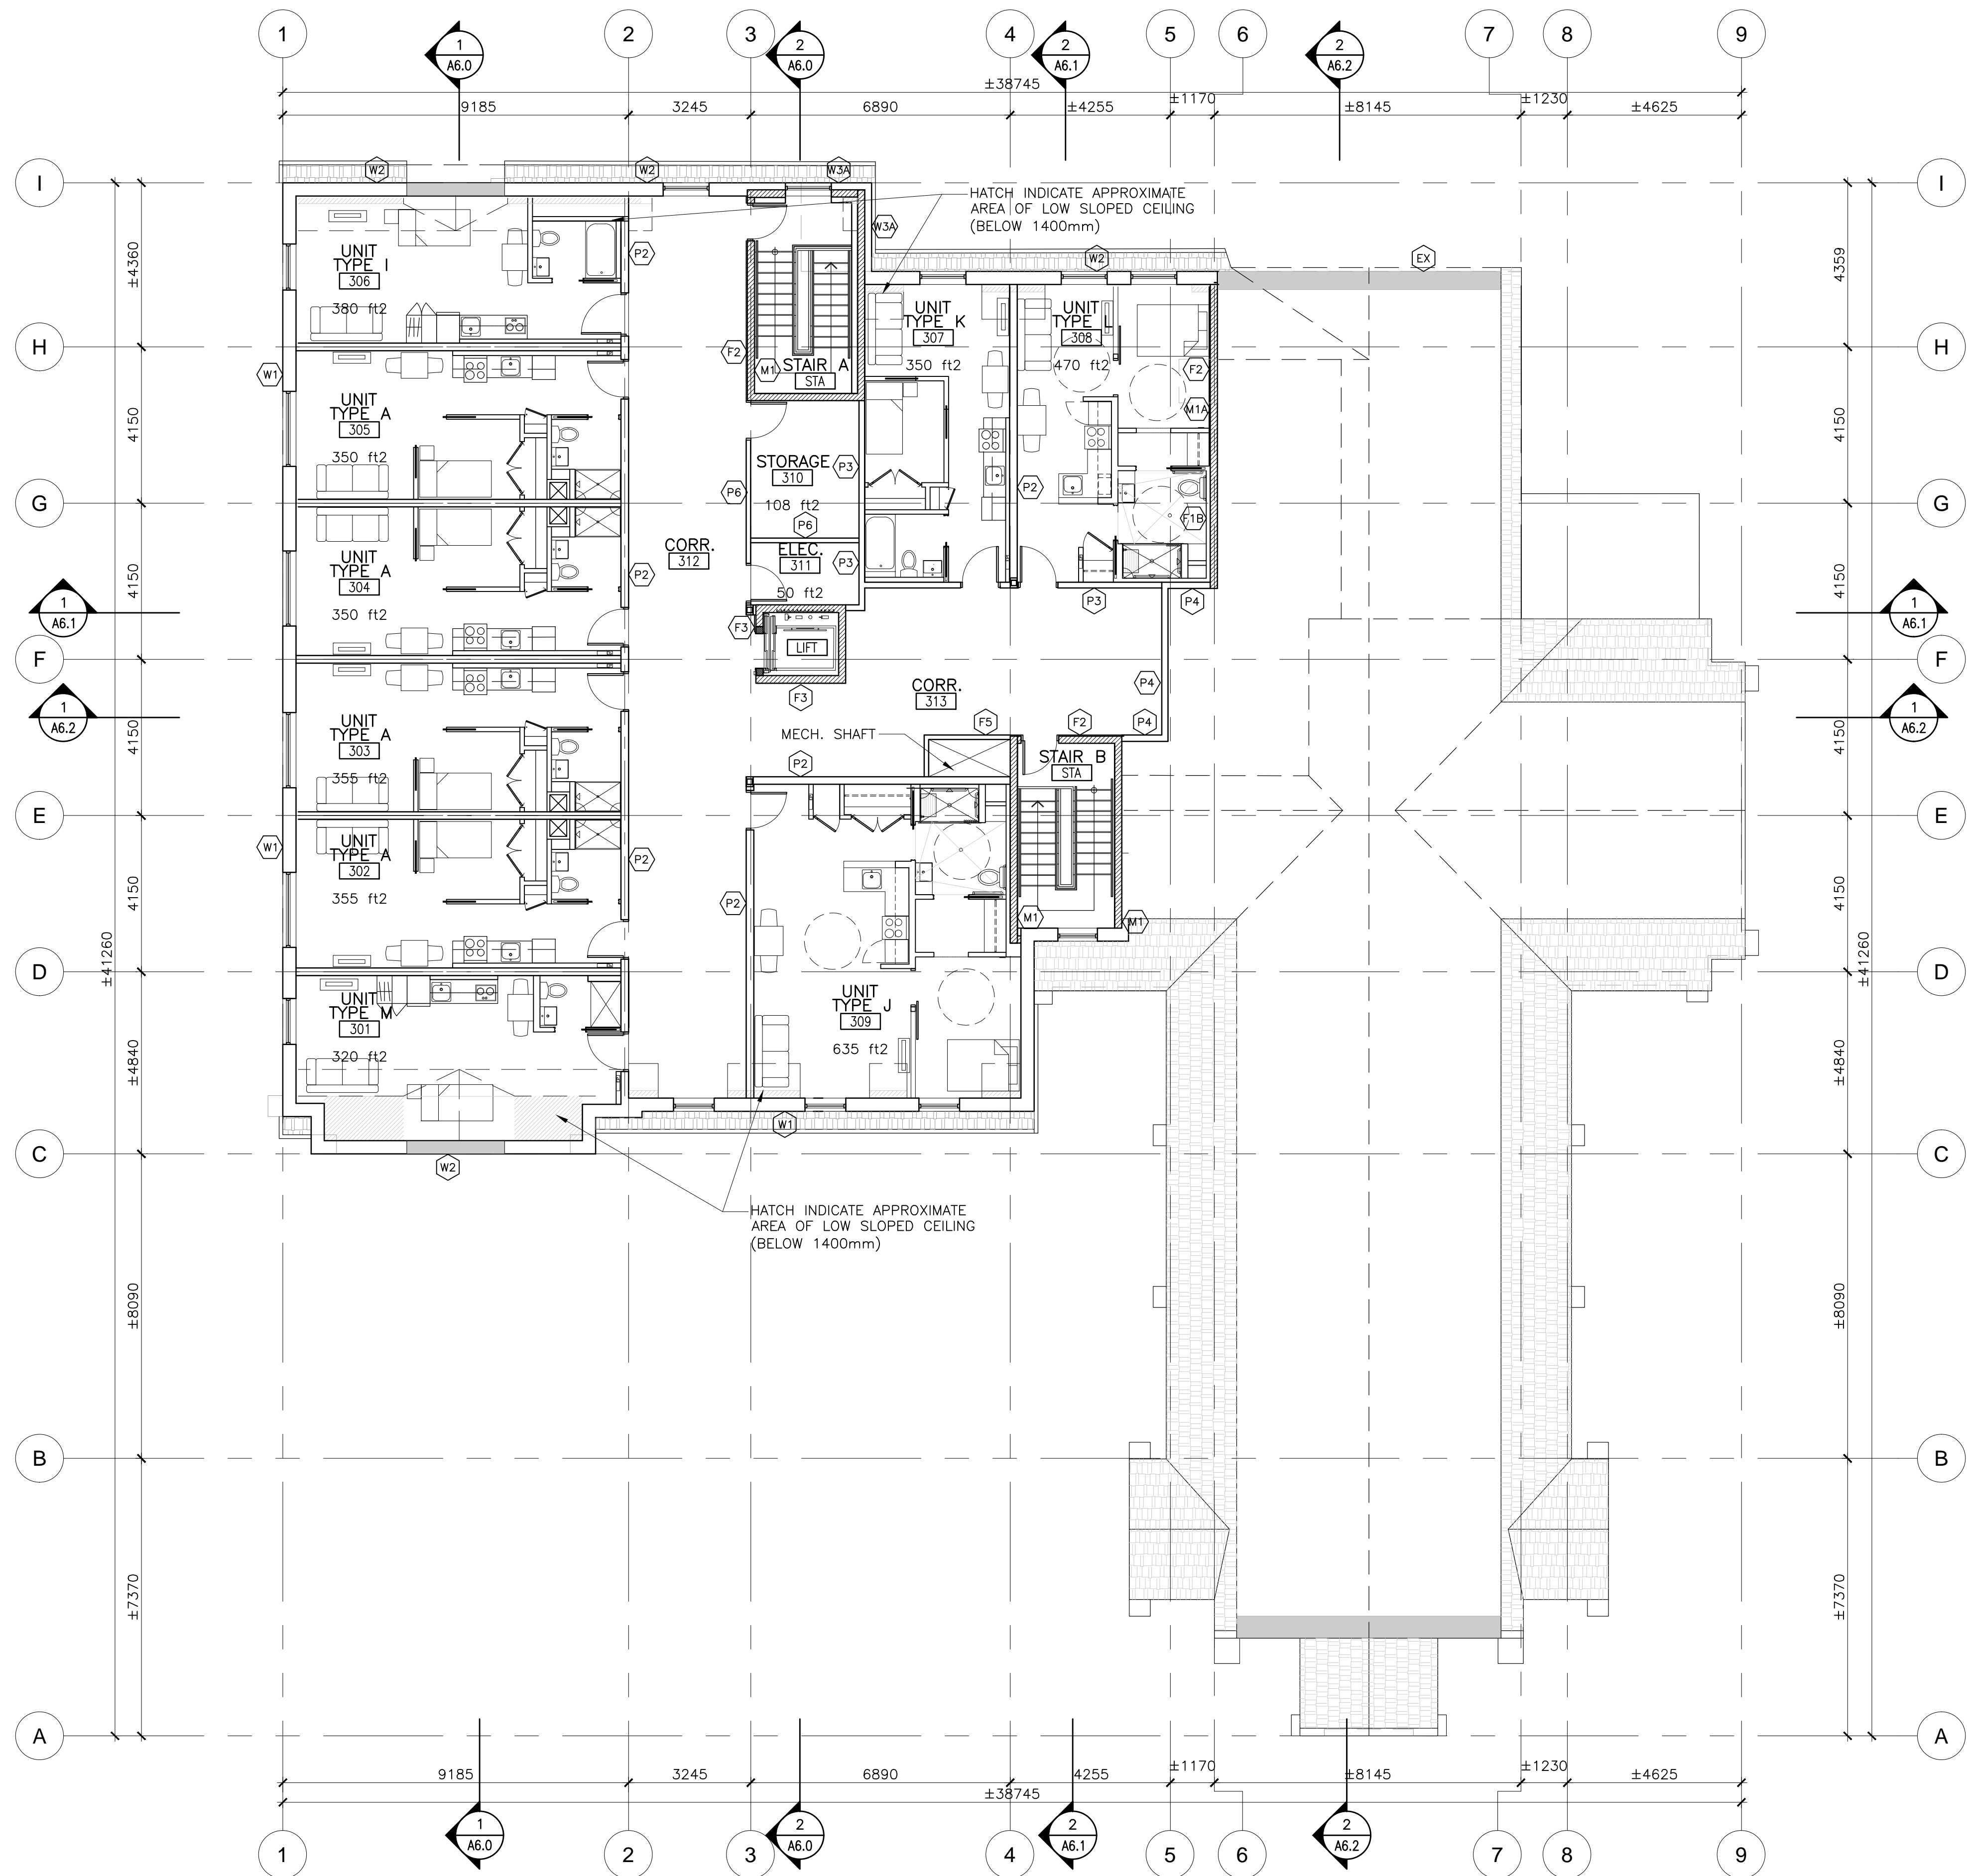 1
2
3
4
5
6
7
8
9
1
A6.0
2
A6.0
2
A6.1
2
A6.2
±38745
9185
3245
6890
±4255
±1170
±8145
±1230
±4625
I
W2
W2
W3A
I
HATCH INDICATE APPROXIMATE
AREA OF LOW SLOPED CEILING
(BELOW 1400mm)
W3A
UNIT
TYPE I
306
380 ft2
P2
W2
EX
±4360
4359
UNIT
TYPE K
307
350 ft2
UNIT
TYPE L
308
470 ft2
H
F2
M1
STAIR A
STA
F2
H
W1
M1A
UNIT
TYPE A
305
350 ft2
4150
4150
STORAGE
310
108 ft2
P3
P6
P2
G
G
P6
F1B
UNIT
TYPE A
304
350 ft2
CORR.
312
ELEC.
311
50 ft2
P3
P2
4150
4150
1
A6.1
P3
P4
1
A6.1
F3
LIFT
F
F
F3
CORR.
313
P4
1
A6.2
UNIT
TYPE A
303
355 ft2
4150
MECH. SHAFT
F5
F2
P4
4150
1
A6.2
P2
STAIR B
STA
E
E
W1
UNIT
TYPE A
302
355 ft2
P2
4150
P2
M1
M1
4150
±41260
±41260
D
D
UNIT
TYPE M
301
320 ft2
UNIT
TYPE J
309
635 ft2
±4840
±4840
W1
C
W2
C
HATCH INDICATE APPROXIMATE
AREA OF LOW SLOPED CEILING
(BELOW 1400mm)
±8090
±8090
B
B
±7370
±7370
A
A
9185
3245
6890
4255
±1170
±8145
±1230
±4625
±38745
1
A6.0
2
A6.0
2
A6.1
2
A6.2
1
2
3
4
5
6
7
8
9